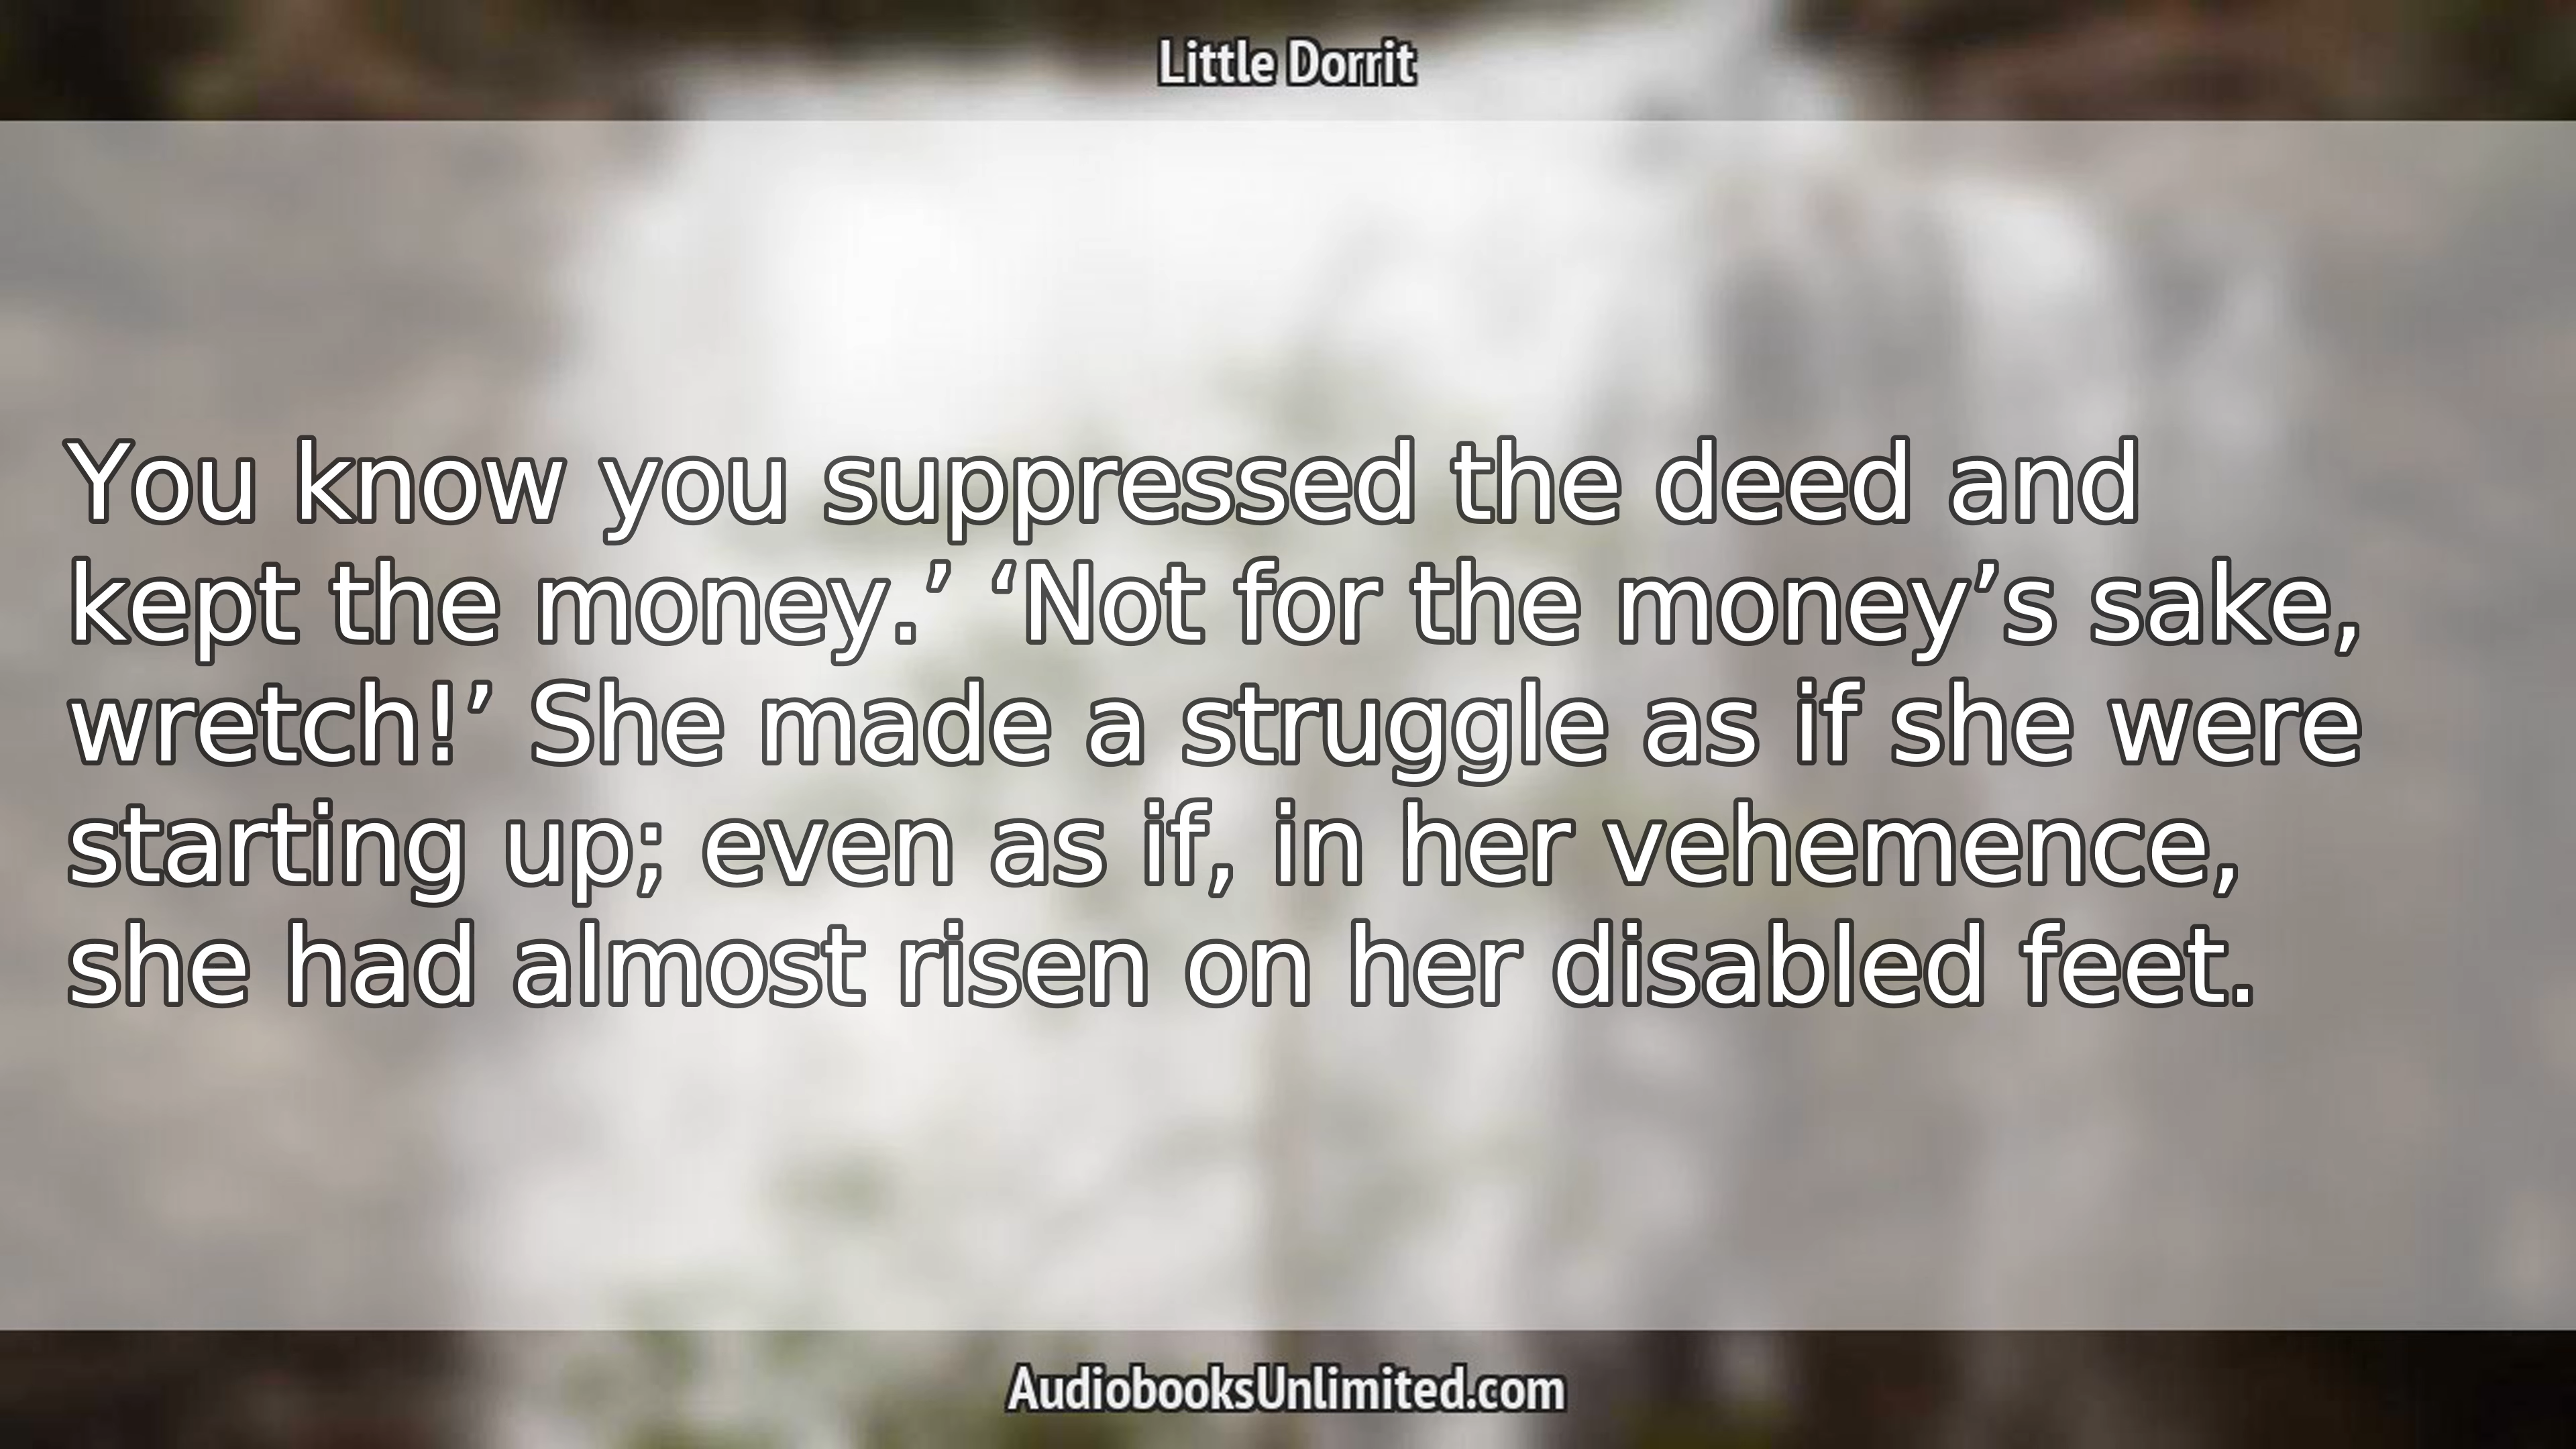 Little Dorrit
You know you suppressed the deed and
kept the money.’ ‘Not for the money’s sake,
wretch!’ She made a struggle as if she were
starting up; even as if, in her vehemence,
she had almost risen on her disabled feet.
AudiobooksUnlimited.com